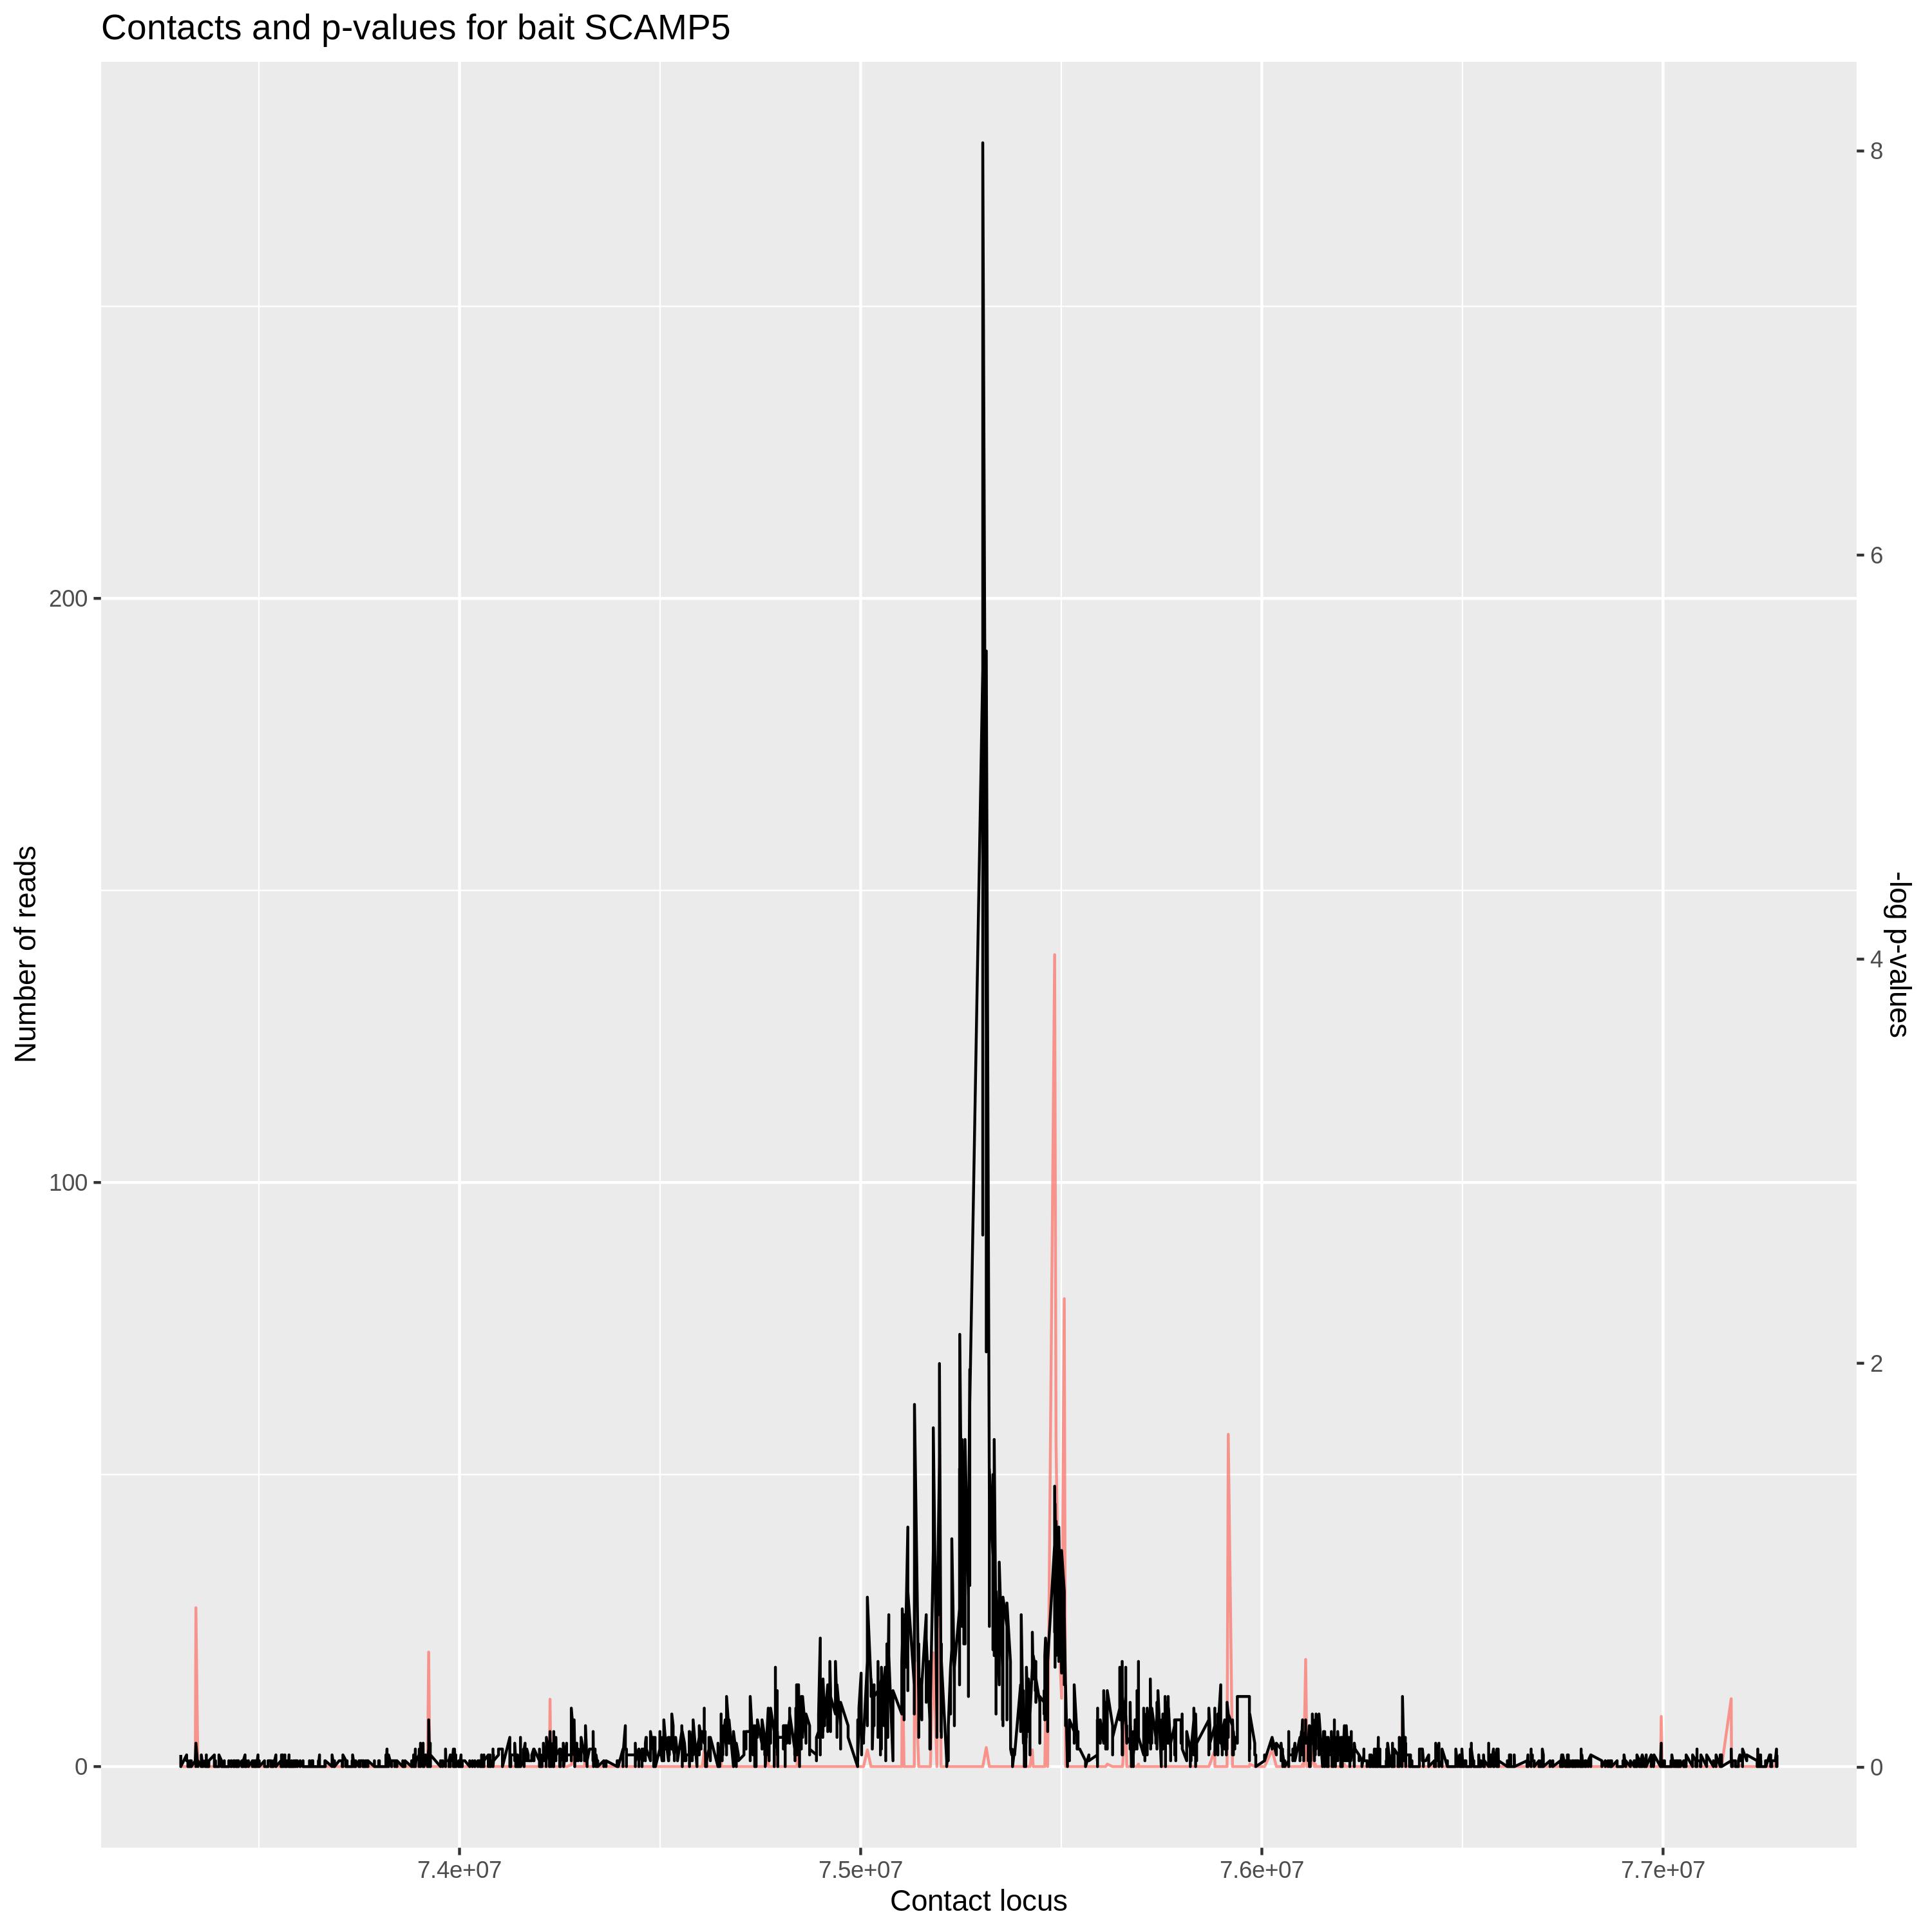 Contacts and p-values for bait SCAMP5
Number of reads
200
100
0
8
6
4
2
0
-log p-values
7.4e+07
7.5e+07
7.6e+07
7.7e+07
Contact locus